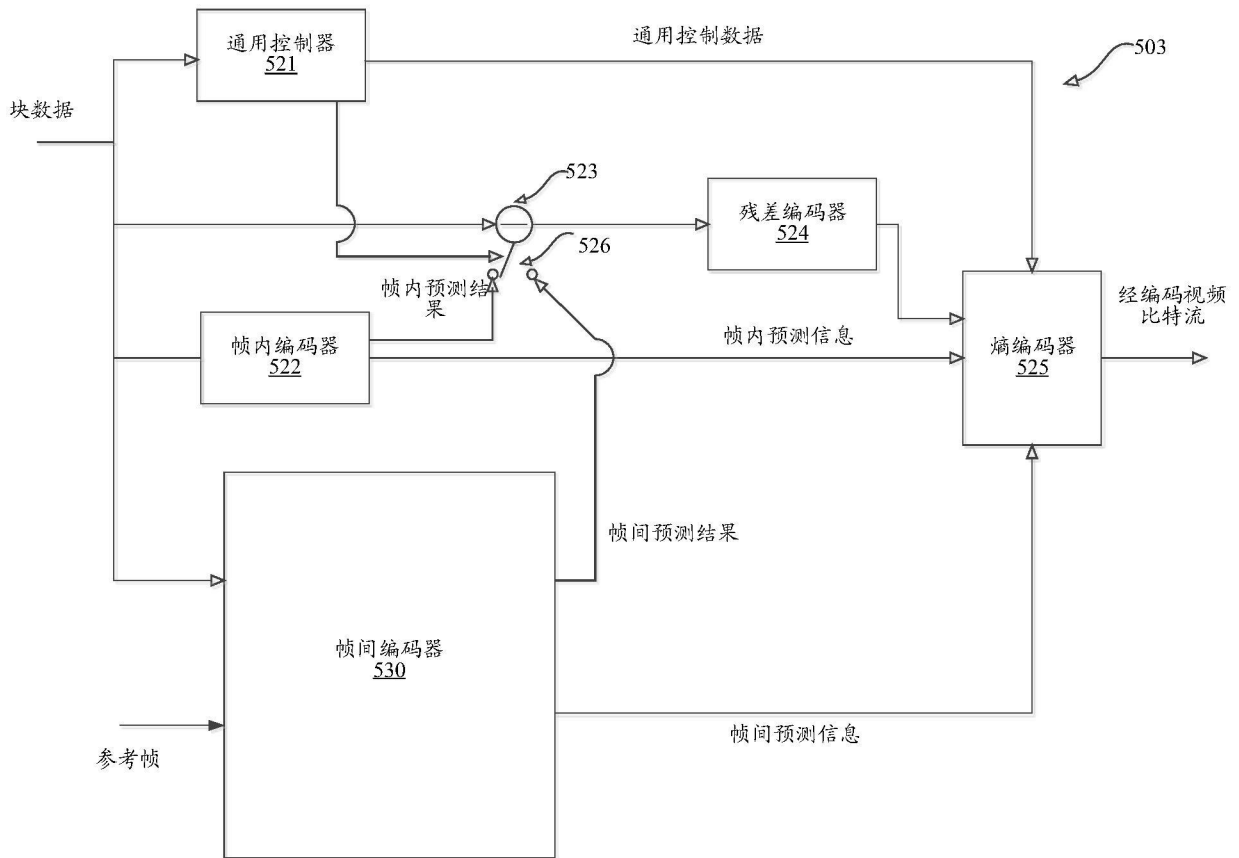 通用控制器
521
通用控制数据
503
块数据
523
残差编码器
524
526
帧内预测结
果
经编码视频
比特流
帧内编码器
522
帧内预测信息
熵编码器
525
帧间预测结果
帧间编码器
530
帧间预测信息
参考帧